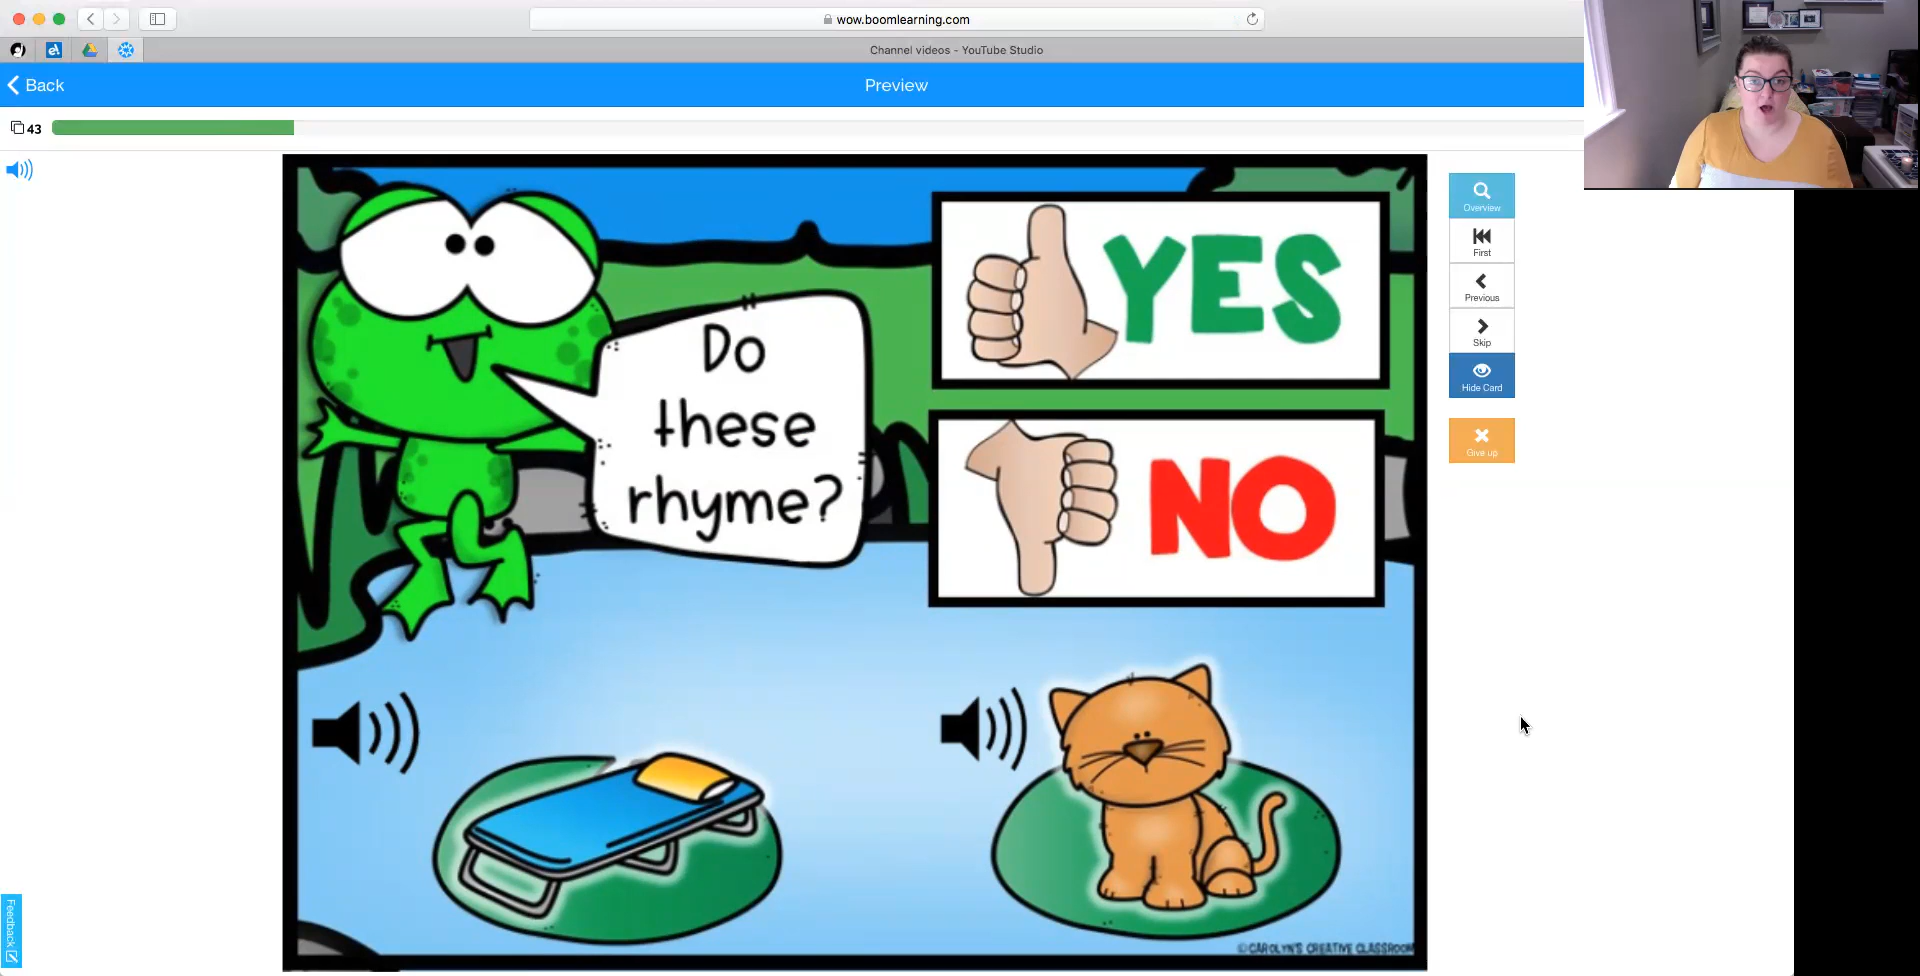 wow.boomlearning.com
Channel videos - YouTube Studio
Back
Preview
43
Overview
First
Previous
Skip
Hide Card
Give up
Do
these
rhyme?
YES
NO
Feedback
©CAROLYN'S CREATIVE CLASSROOM